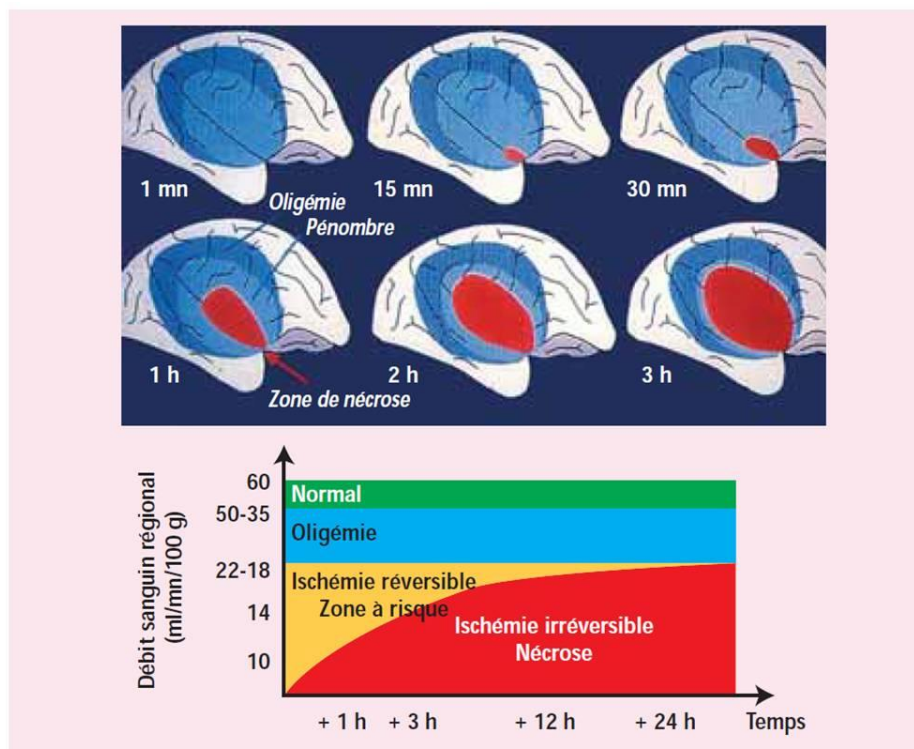 1 mn
15 mn
30 mn
Oligémie
Pénombre
1 h
2 h
3 h
Zone de nécrose
Débit sanguin régional
(ml/mn/100 g)
60
50-35
22-18
14
10
Normal
Oligémie
Ischémie réversible
Zone à risque
Ischémie irréversible
Nécrose
+ 1 h
+ 3 h
+ 12 h
+ 24 h
Temps